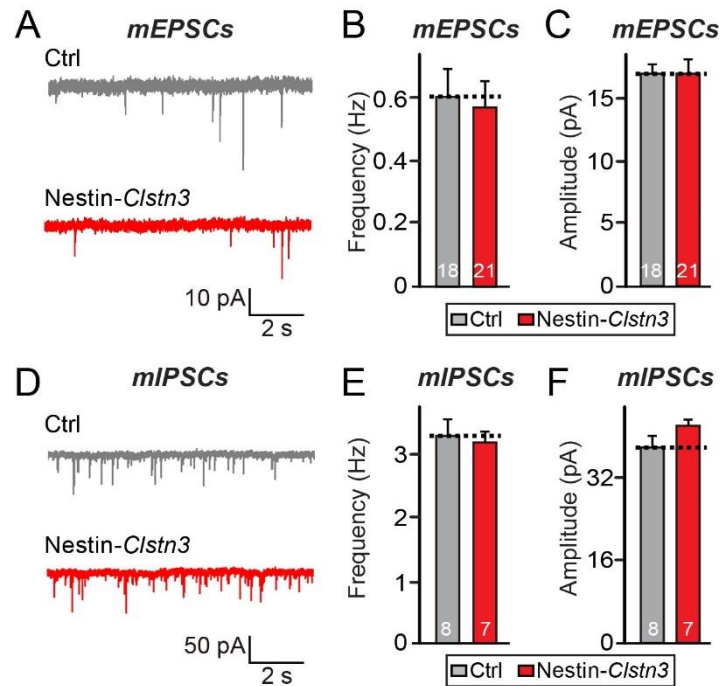 A
mEPSCs
Ctrl
Nestin-Clstn3
10 pA
2 s
B
mEPSCs
Frequency (Hz)
0.6
0.4
0.2
0
18
21
C
mEPSCs
Amplitude (pA)
15
10
5
0
18
21
Ctrl Nestin-Clstn3
D
mIPSCs
Ctrl
Nestin-Clstn3
50 pA
2 s
E
mIPSCs
Frequency (Hz)
3
2
1
0
8
7
F
mIPSCs
Amplitude (pA)
32
16
0
8
7
Ctrl Nestin-Clstn3